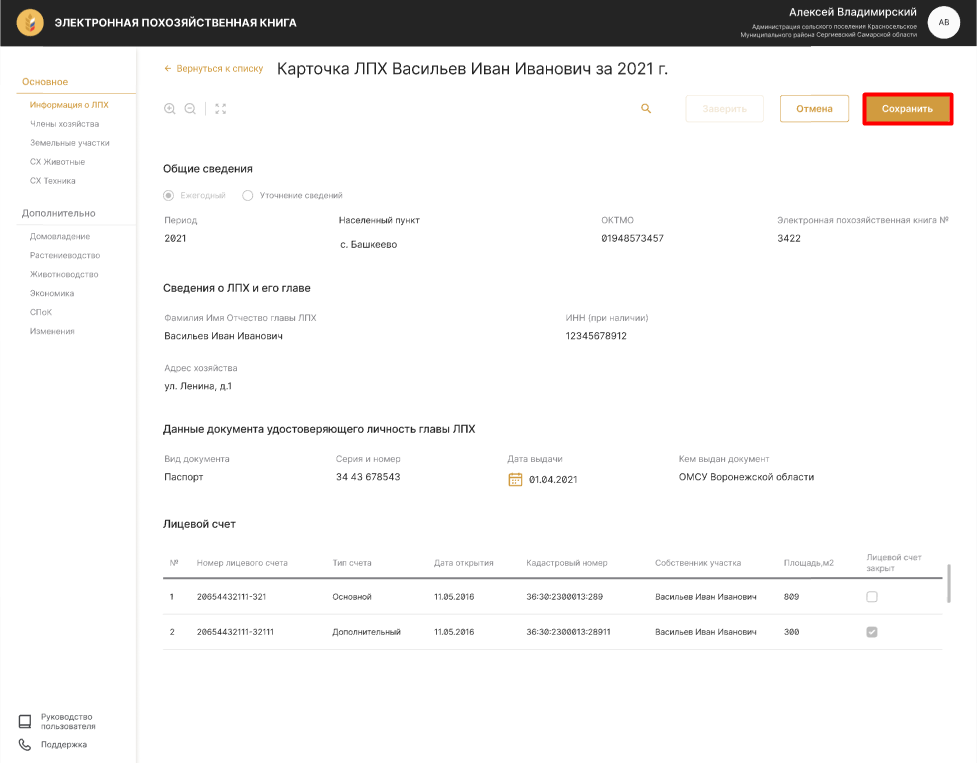 ЭЛЕКТРОННАЯ ПОХОЗЯЙСТВЕННАЯ КНИГА
Алексей Владимирский
Администрация сельского поселения Красносельское
Муниципального района Сергиевский Самарской области
АВ
Основное
Информация о ЛПХ
Члены хозяйства
Земельные участки
СХ Животные
СХ Техника
Дополнительно
Домовладение
Растениеводство
Животноводство
Экономика
СПоК
Изменения
Руководство
пользователя
Поддержка
← Вернуться к списку Карточка ЛПХ Васильев Иван Иванович за 2021 г.
Заверить Отмена Сохранить
Общие сведения
Ежегодный Уточнение сведений
Период Населенный пункт ОКТМО Электронная похозяйственная книга №
2021 с. Башкеево 01948573457 3422
Сведения о ЛПХ и его главе
Фамилия Имя Отчество главы ЛПХ ИНН (при наличии)
Васильев Иван Иванович 12345678912
Адрес хозяйства
ул. Ленина, д.1
Данные документа удостоверяющего личность главы ЛПХ
Вид документа Серия и номер Дата выдачи Кем выдан документ
Паспорт 34 43 678543 01.04.2021 ОМСУ Воронежской области
Лицевой счет
№ Номер лицевого счета Тип счета Дата открытия Кадастровый номер Собственник участка Площадь,м2 Лицевой счет
закрыт
1 20654432111-321 Основной 11.05.2016 36:30:2300013:289 Васильев Иван Иванович 809
2 20654432111-32111 Дополнительный 11.05.2016 36:30:2300013:28911 Васильев Иван Иванович 300